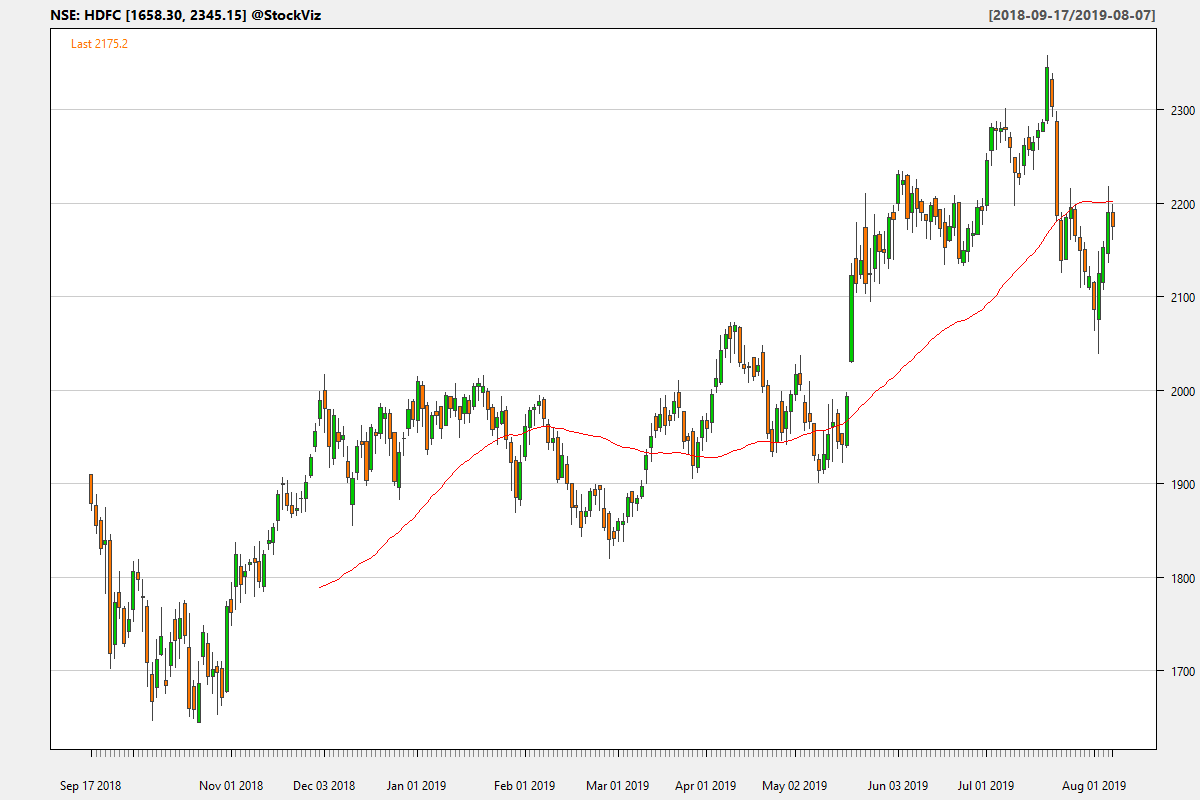 NSE: HDFC [1658.30, 2345.15] @StockViz
[2018-09-17/2019-08-07]
Last 2175.2
2300
2200
2100
2000
1900
1800
1700
Sep 17 2018
Nov 01 2018
Dec 03 2018
Jan 01 2019
Feb 01 2019
Mar 01 2019
Apr 01 2019
May 02 2019
Jun 03 2019
Jul 01 2019
Aug 01 2019